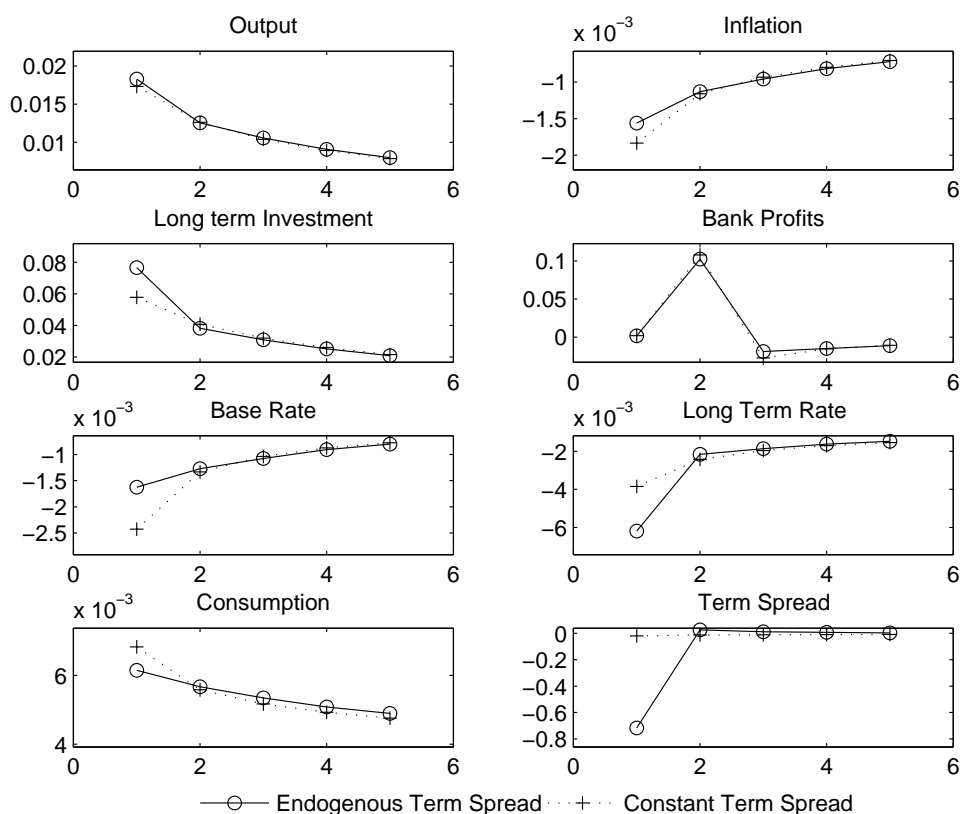 Output
0.02
0.015
0.01
0 2 4 6
Inflation
x 10⁻³
−1
−1.5
−2
0 2 4 6
Long term Investment
0.08
0.06
0.04
0.02
0 2 4 6
Bank Profits
0.1
0.05
0
0 2 4 6
Base Rate
x 10⁻³
−1
−1.5
−2
−2.5
0 2 4 6
Long Term Rate
x 10⁻³
−2
−4
−6
0 2 4 6
Consumption
x 10⁻³
6
4
0 2 4 6
Term Spread
0
−0.2
−0.4
−0.6
−0.8
0 2 4 6
Endogenous Term Spread
Constant Term Spread